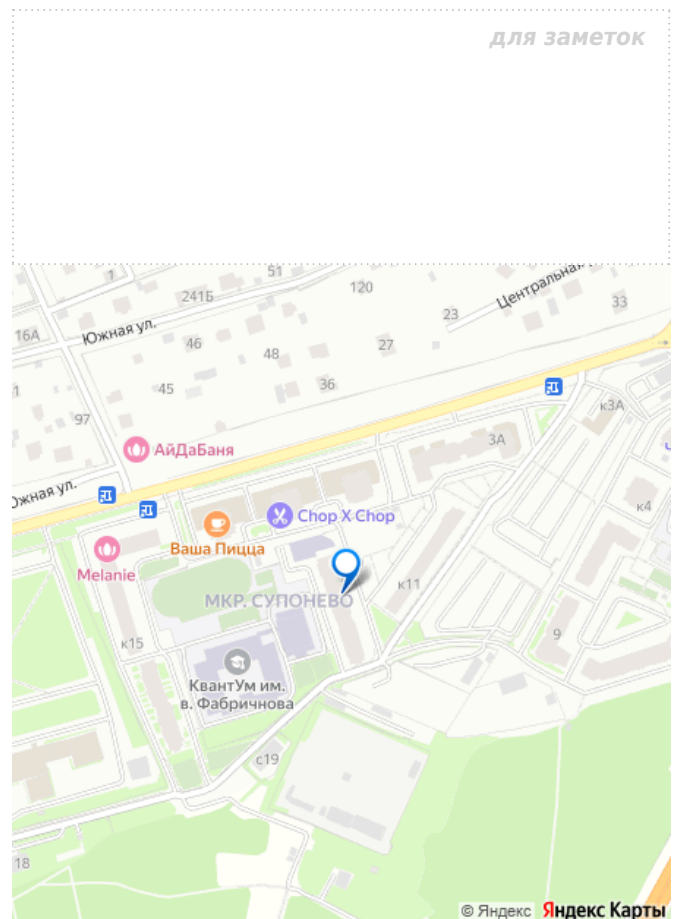 для заметок
51
1
120
241Б
Центральная
23
33
16А
Южная ул.
46
27
48
36
1
45
к3А
97
3А
АйДаБаня
Южная ул.
к4
Chop X Chop
Ваша Пицца
Melanie
к11
МКР. СУПОНЕВО
9
к15
КвантУм им.
в. Фабричнова
с19
18
© Яндекс Яндекс Карты